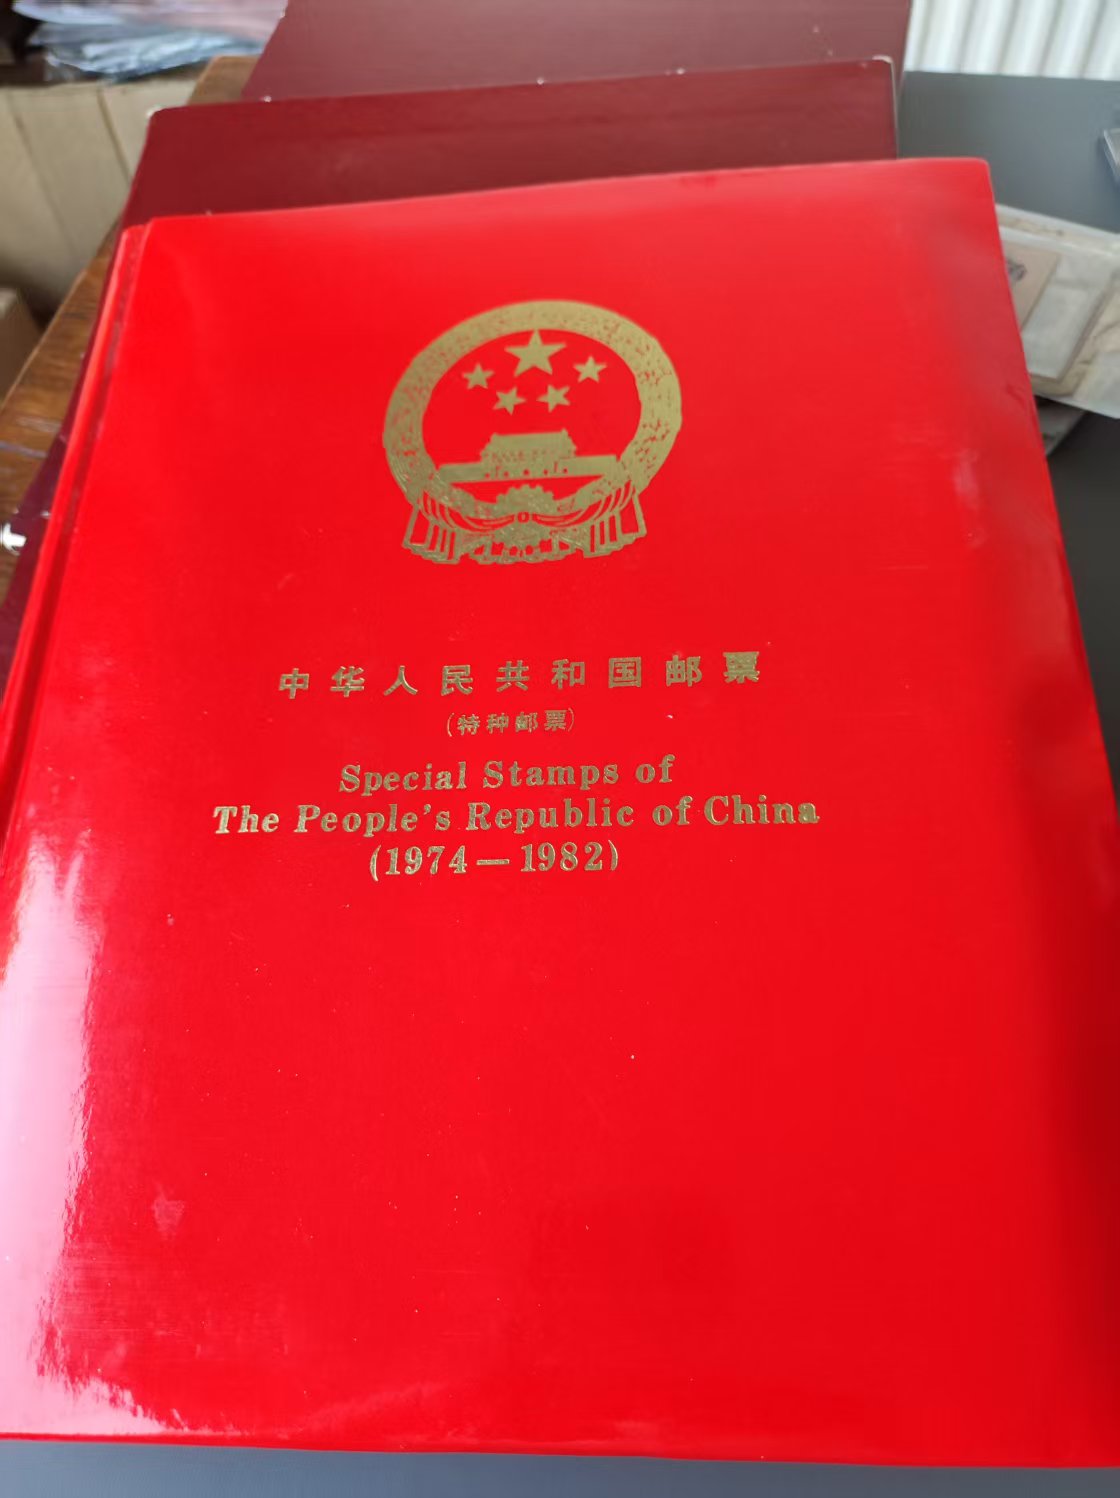 中华人民共和国邮票
(特种邮票)
Special Stamps of
The People's Republic of China
(1974—1982)